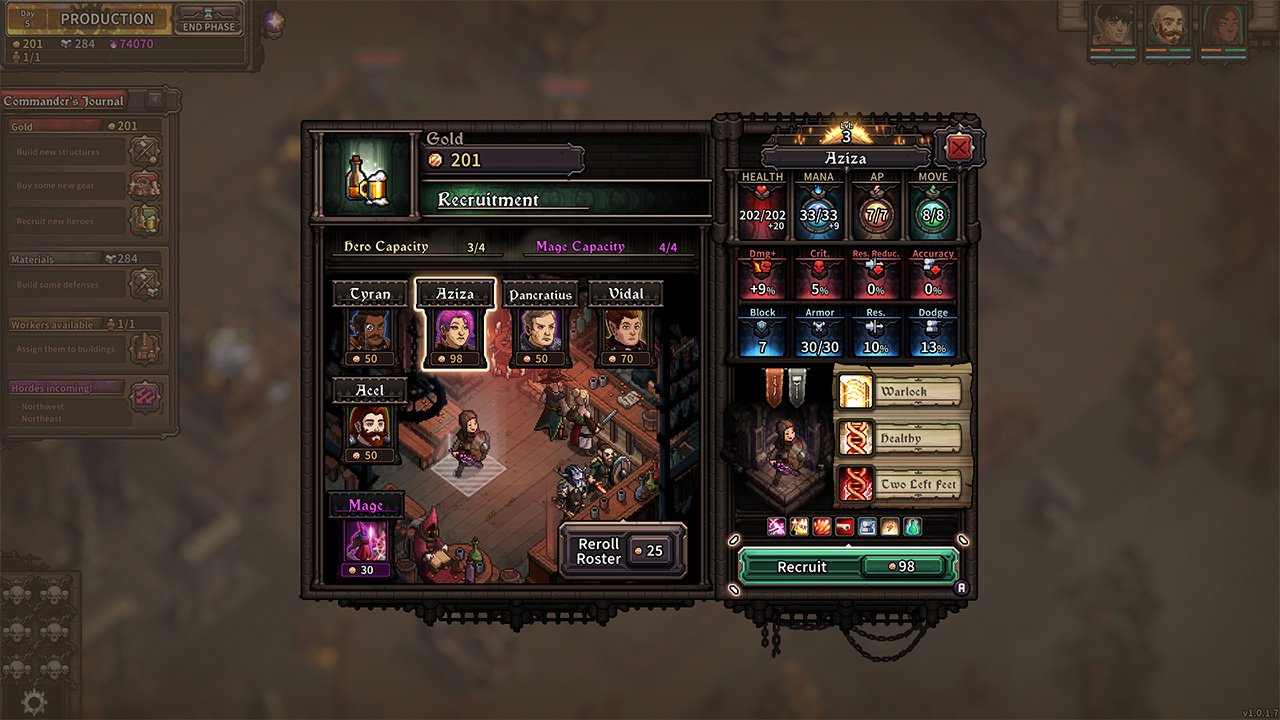 Day
5
PRODUCTION
END PHASE
201
284
74070
1/1
Commander's Journal
Gold
201
Build new structures
Buy some new gear
Recruit new heroes
Materials
284
Build some defenses
Workers available
1/1
Assign them to buildings
Hordes incoming!
- Northwest
- Northeast
Gold
201
Recruitment
Hero Capacity 3/4
Mage Capacity 4/4
Tyran
50
Aziza
98
Pancratius
50
Vidal
70
Acel
50
Mage
30
Reroll
Roster
25
Lvl
3
Aziza
HEALTH MANA AP MOVE
202/202 33/33 7/7 8/8
+20 +9
Dmg+ Crit. Res. Reduc. Accuracy
+9% 5% 0% 0%
Block Armor Res. Dodge
7 30/30 10% 13%
Warlock
Healthy
Two Left Feet
Recruit 98
A
v1.0.1.7